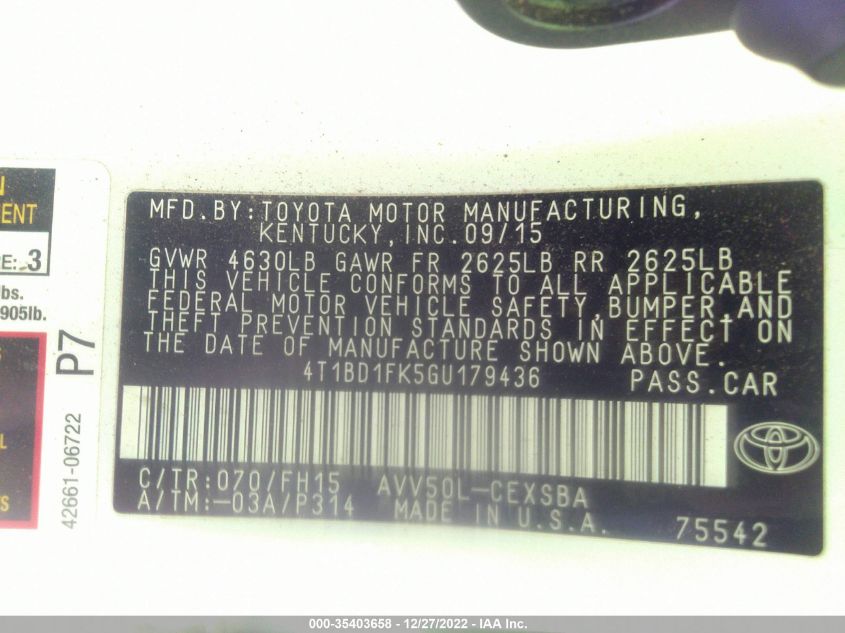 N
ENT
E: 3
lbs.
905lb.
P7
42661-06722
S
L
TS
MFD.BY:TOYOTA MOTOR MANUFACTURING,
KENTUCKY,INC.09/15
GVWR 4630LB GAWR FR 2625LB RR 2625LB
THIS VEHICLE CONFORMS TO ALL APPLICABLE
FEDERAL MOTOR VEHICLE SAFETY,BUMPER,AND
THEFT PREVENTION STANDARDS IN EFFECT ON
THE DATE OF MANUFACTURE SHOWN ABOVE.
4T1BD1FK5GU179436 PASS.CAR
C/TR:070/FH15 AVV50L-CEXSBA
A/TM:-03A/P314 MADE IN U.S.A. 75542
000-35403658 - 12/27/2022 - IAA Inc.